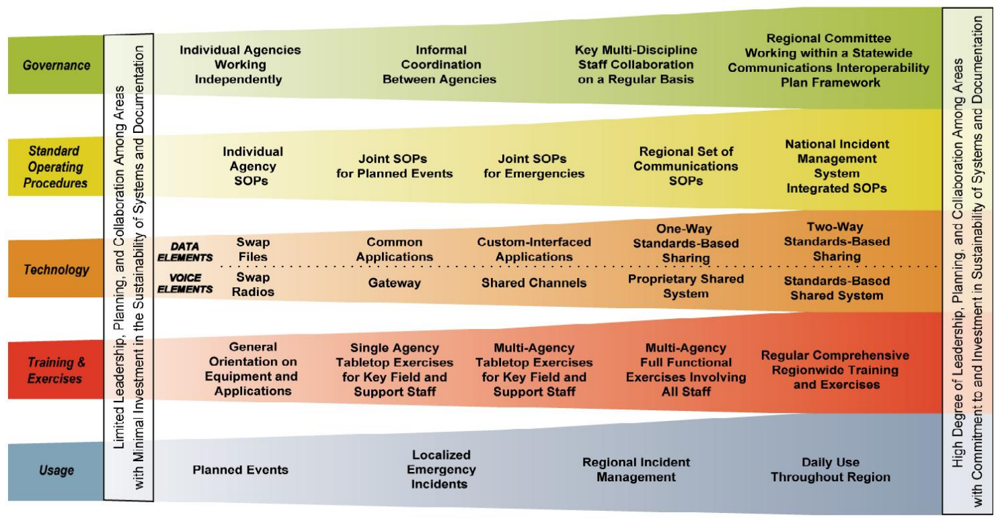 Governance
Limited Leadership, Planning, and Collaboration Among Areas
with Minimal Investment in the Sustainability of Systems and Documentation
Individual Agencies
Working
Independently
Informal
Coordination
Between Agencies
Key Multi-Discipline
Staff Collaboration
on a Regular Basis
Regional Committee
Working within a Statewide
Communications Interoperability
Plan Framework
High Degree of Leadership, Planning, and Collaboration Among Areas
with Commitment to and Investment in Sustainability of Systems and Documentation
Standard
Operating
Procedures
Individual
Agency
SOPs
Joint SOPs
for Planned Events
Joint SOPs
for Emergencies
Regional Set of
Communications
SOPs
National Incident
Management
System
Integrated SOPs
Technology
DATA
ELEMENTS
Swap
Files
Common
Applications
Custom-Interfaced
Applications
One-Way
Standards-Based
Sharing
Two-Way
Standards-Based
Sharing
VOICE
ELEMENTS
Swap
Radios
Gateway
Shared Channels
Proprietary Shared
System
Standards-Based
Shared System
Training &
Exercises
General
Orientation on
Equipment and
Applications
Single Agency
Tabletop Exercises
for Key Field and
Support Staff
Multi-Agency
Tabletop Exercises
for Key Field and
Support Staff
Multi-Agency
Full Functional
Exercises Involving
All Staff
Regular Comprehensive
Regionwide Training
and Exercises
Usage
Planned Events
Localized
Emergency
Incidents
Regional Incident
Management
Daily Use
Throughout Region